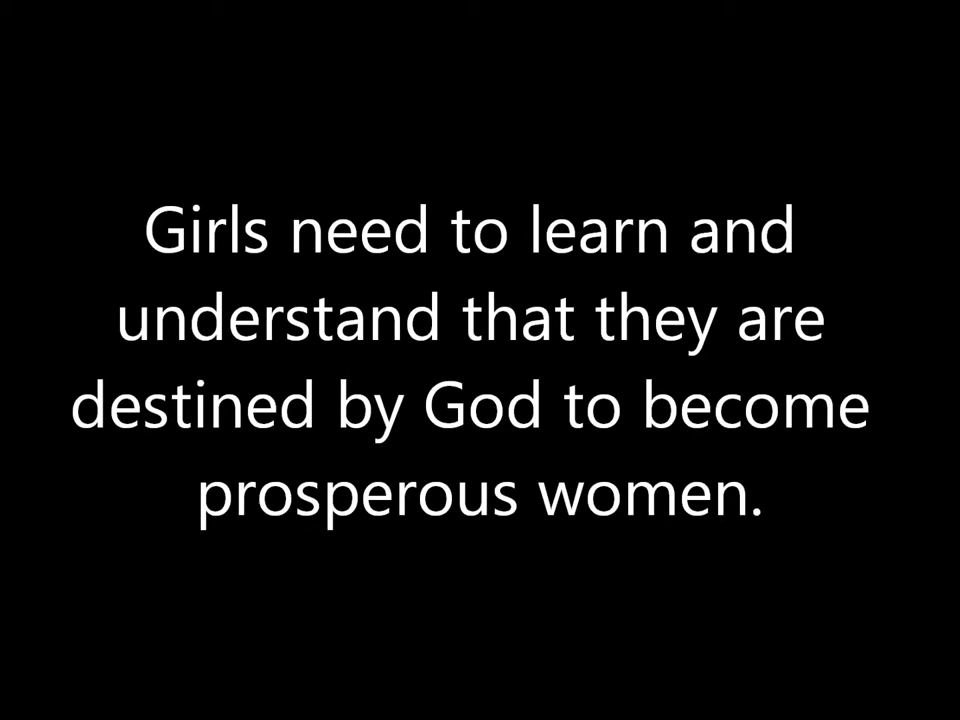 Girls need to learn and
understand that they are
destined by God to become
prosperous women.